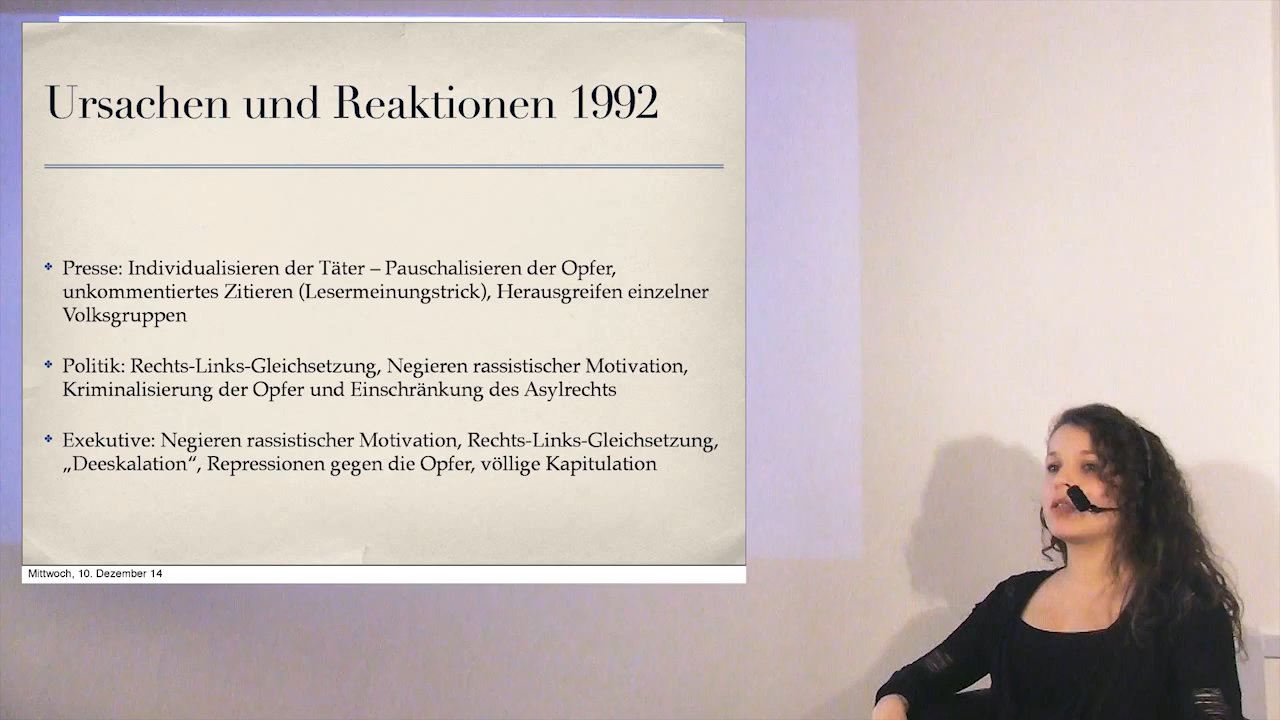 Ursachen und Reaktionen 1992
Presse: Individualisieren der Täter – Pauschalisieren der Opfer,
unkommentiertes Zitieren (Lesermeinungstrick), Herausgreifen einzelner
Volksgruppen
Politik: Rechts-Links-Gleichsetzung, Negieren rassistischer Motivation,
Kriminalisierung der Opfer und Einschränkung des Asylrechts
Exekutive: Negieren rassistischer Motivation, Rechts-Links-Gleichsetzung,
„Deeskalation“, Repressionen gegen die Opfer, völlige Kapitulation
Mittwoch, 10. Dezember 14